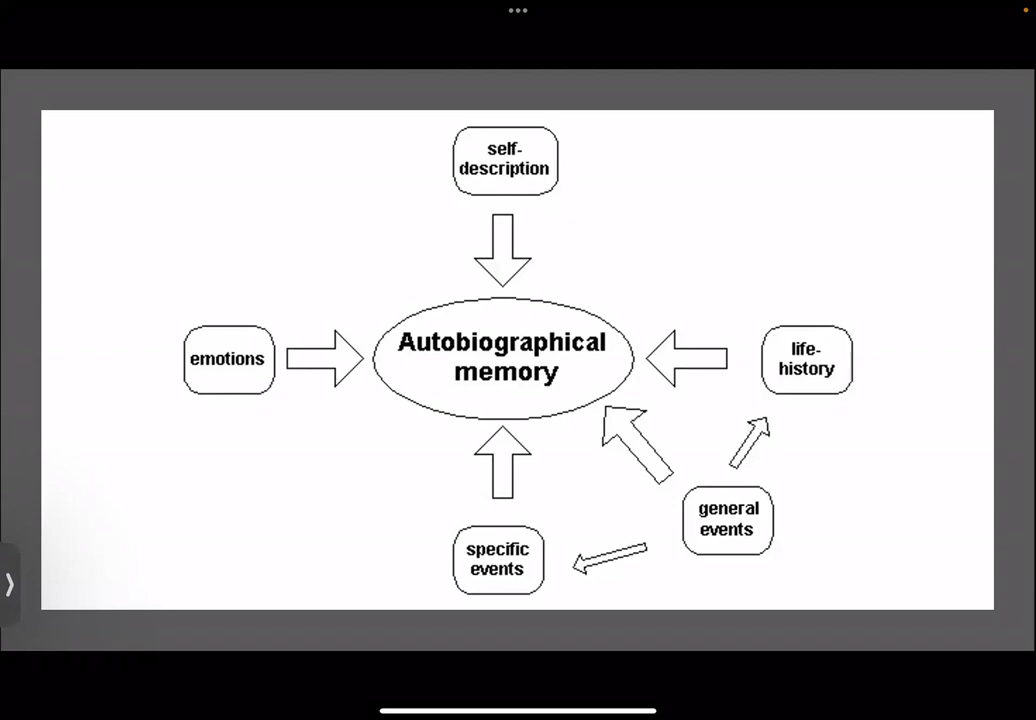 self-
description
emotions
Autobiographical
memory
life-
history
general
events
specific
events